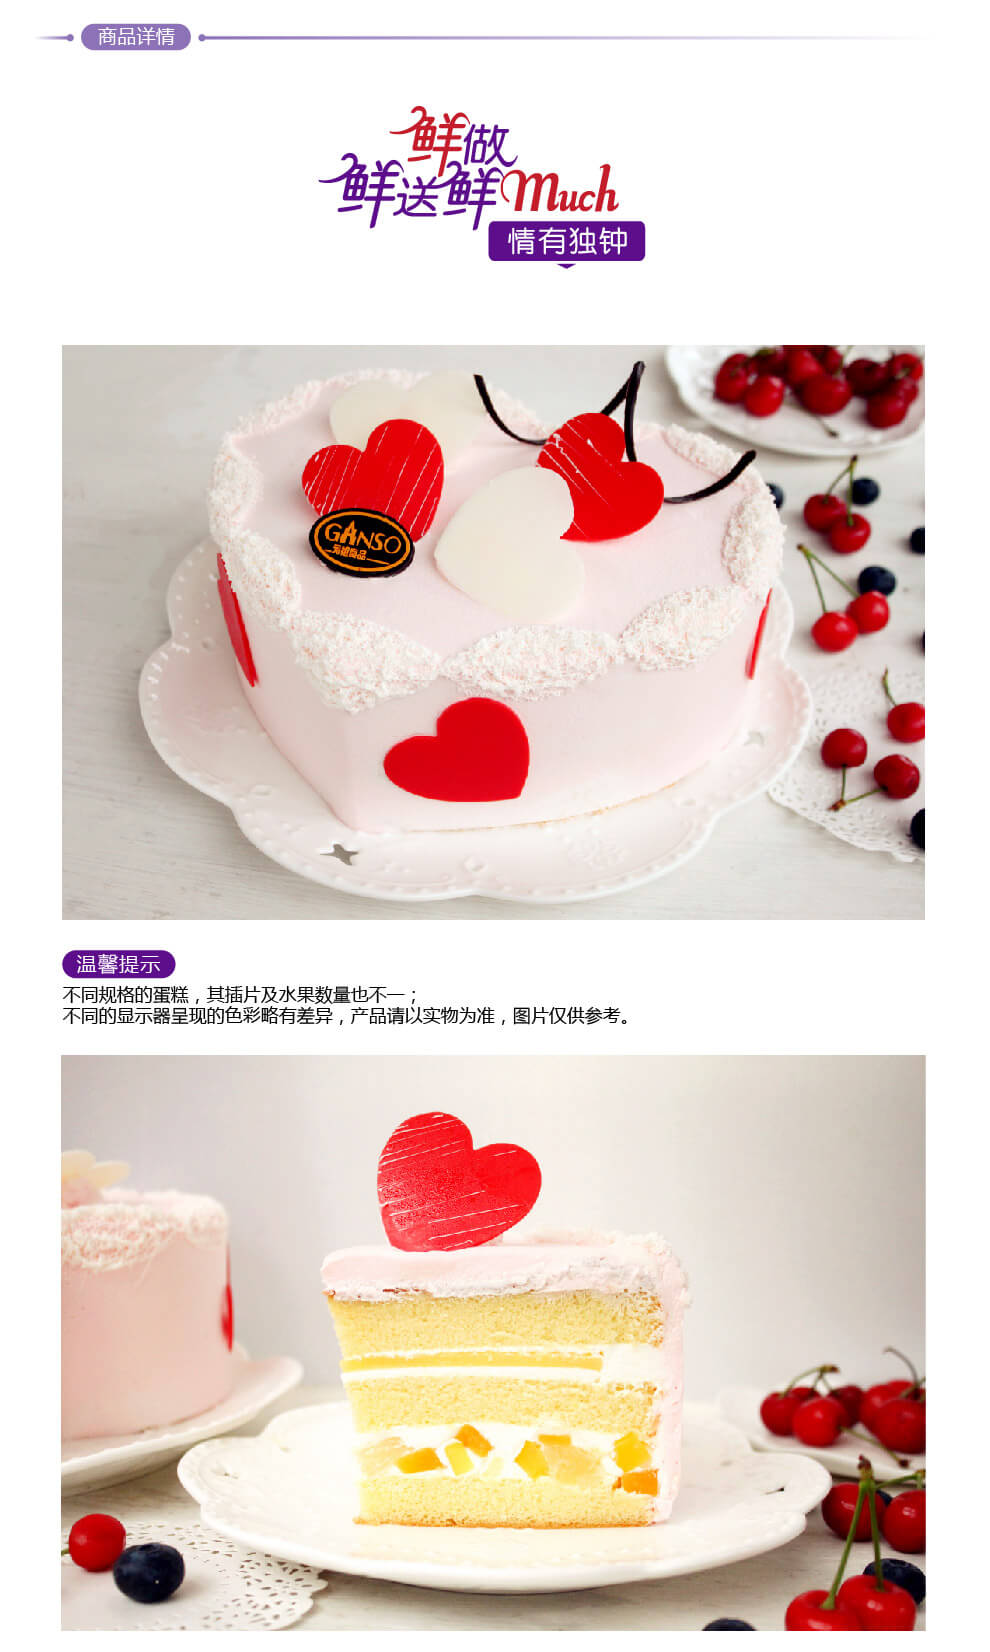 商品详情
鲜做
鲜送鲜Much
情有独钟
GANSO
元祖食品
温馨提示
不同规格的蛋糕，其插片及水果数量也不一；
不同的显示器呈现的色彩略有差异，产品请以实物为准，图片仅供参考。